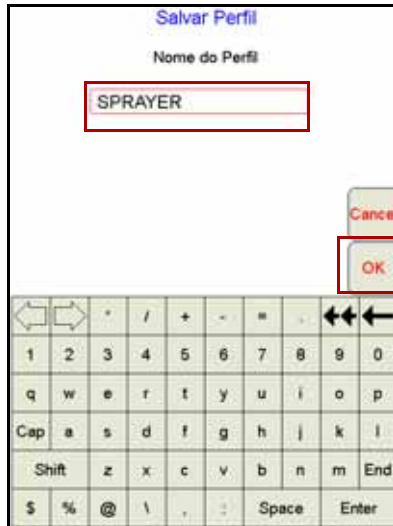 Salvar Perfil
Nome do Perfil
SPRAYER
Cance
OK
/ + - = .
1 2 3 4 5 6 7 8 9 0
q w e r t y u i o p
Cap a s d f g h j k l
Shift z x c v b n m End
$ % @ \ , : Space Enter